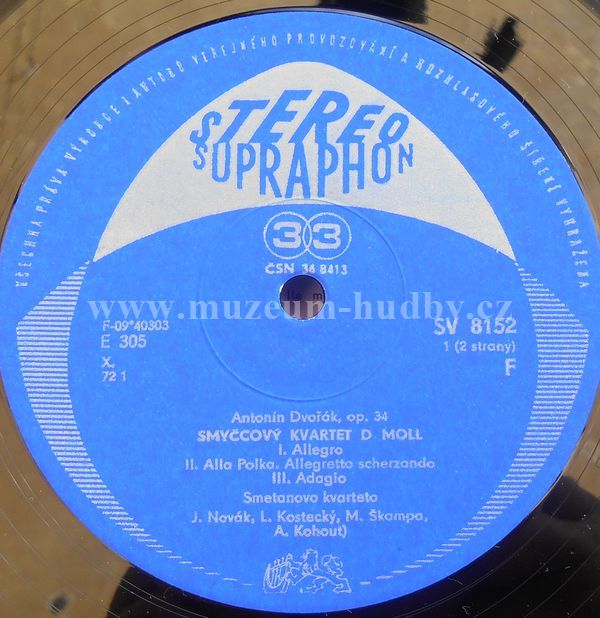 VŠECHNA PRÁVA VÝROBCE I AUTORŮ VEŘEJNÉHO PROVOZOVÁNÍ A ROZHLASOVÉHO ŠÍŘENÍ VYHRAŽENA
STEREO
SUPRAPHON
33
ČSN 34 8413
www.muzeum-hudby.cz
F-09*40303
E 305
X.
72 1
SV 8152
1 (2 strany)
F
Antonín Dvořák, op. 34
SMYČCOVÝ KVARTET D MOLL
I. Allegro
II. Alla Polka. Allegretto scherzando
III. Adagio
Smetanovo kvarteto
J. Novák, L. Kostecký, M. Škampa,
A. Kohout)